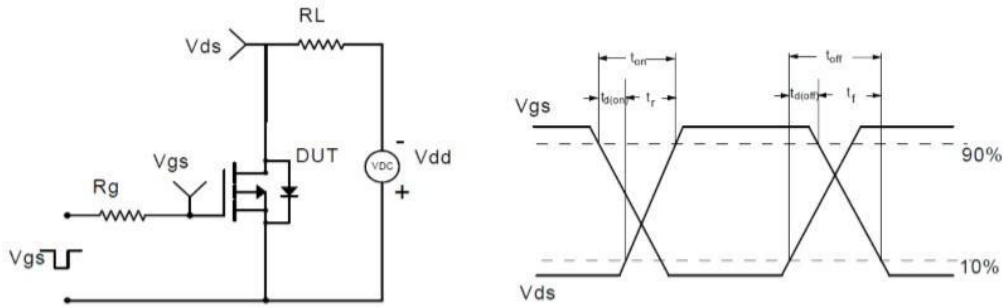 RL
Vds
Vgs
DUT
VDC
-
Vdd
+
Rg
Vgs
ton
toff
td(on)
tr
td(off)
tf
Vgs
90%
10%
Vds